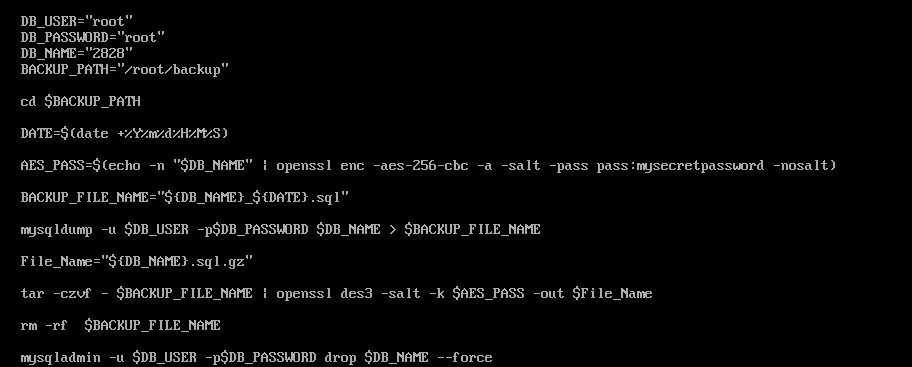 DB_USER="root"
DB_PASSWORD="root"
DB_NAME="2828"
BACKUP_PATH="/root/backup"
cd $BACKUP_PATH
DATE=$(date +%Y%m%d%H%M%S)
AES_PASS=$(echo -n "$DB_NAME" | openssl enc -aes-256-cbc -a -salt -pass pass:mysecretpassword -nosalt)
BACKUP_FILE_NAME="${DB_NAME}_${DATE}.sql"
mysqldump -u $DB_USER -p$DB_PASSWORD $DB_NAME > $BACKUP_FILE_NAME
File_Name="${DB_NAME}.sql.gz"
tar -czvf - $BACKUP_FILE_NAME | openssl des3 -salt -k $AES_PASS -out $File_Name
rm -rf  $BACKUP_FILE_NAME
mysqladmin -u $DB_USER -p$DB_PASSWORD drop $DB_NAME --force